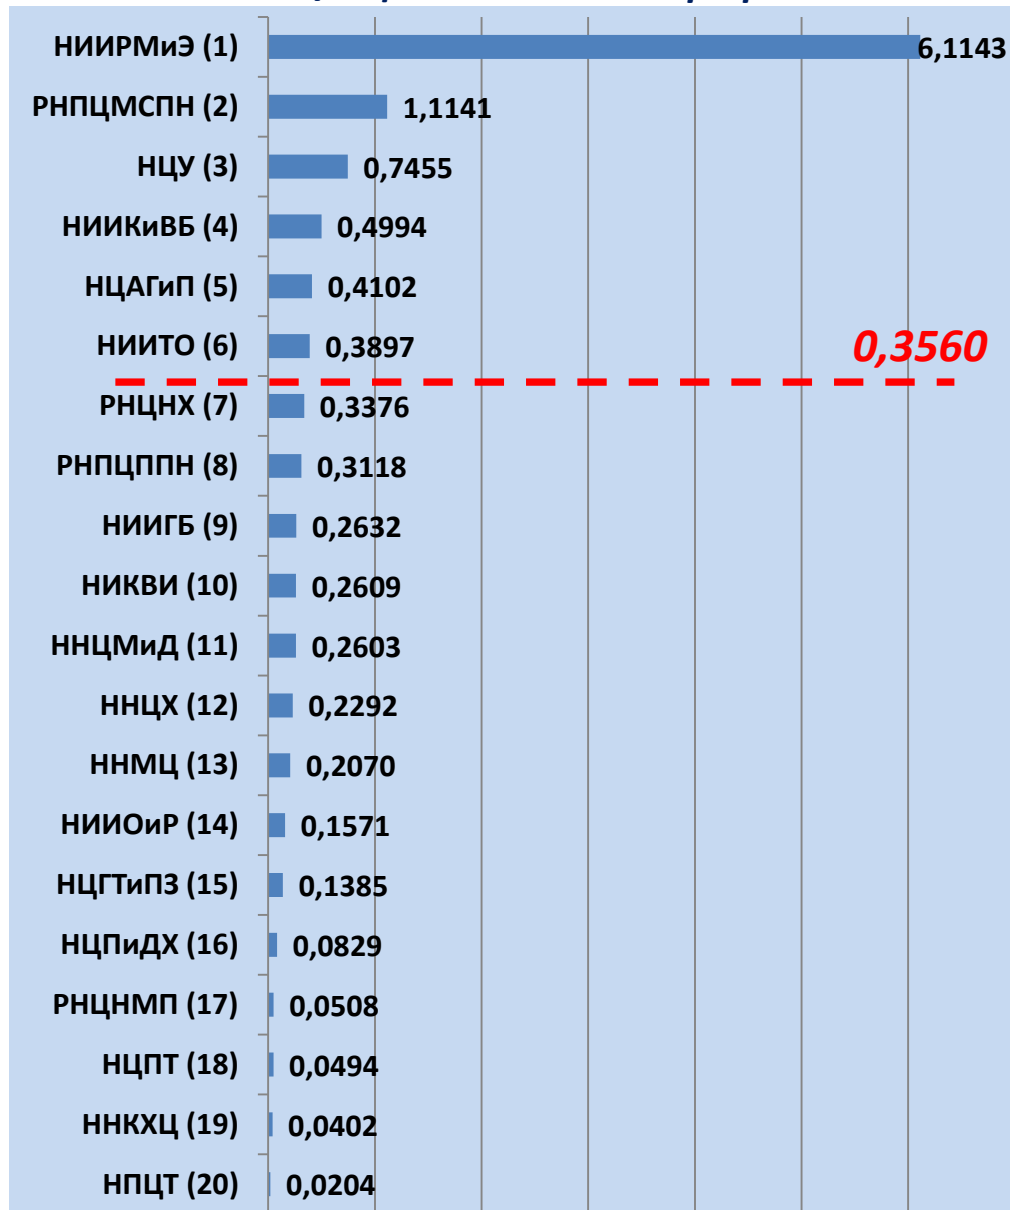 НИИРМиЭ (1) 6,1143
РНПЦМСПН (2) 1,1141
НЦУ (3) 0,7455
НИИКиВБ (4) 0,4994
НЦАГиП (5) 0,4102
НИИТО (6) 0,3897
0,3560
РНЦНХ (7) 0,3376
РНПЦППН (8) 0,3118
НИИГБ (9) 0,2632
НИКВИ (10) 0,2609
ННЦМиД (11) 0,2603
ННЦХ (12) 0,2292
ННМЦ (13) 0,2070
НИИОиР (14) 0,1571
НЦГТиПЗ (15) 0,1385
НЦПиДХ (16) 0,0829
РНЦНМП (17) 0,0508
НЦПТ (18) 0,0494
ННКХЦ (19) 0,0402
НПЦТ (20) 0,0204